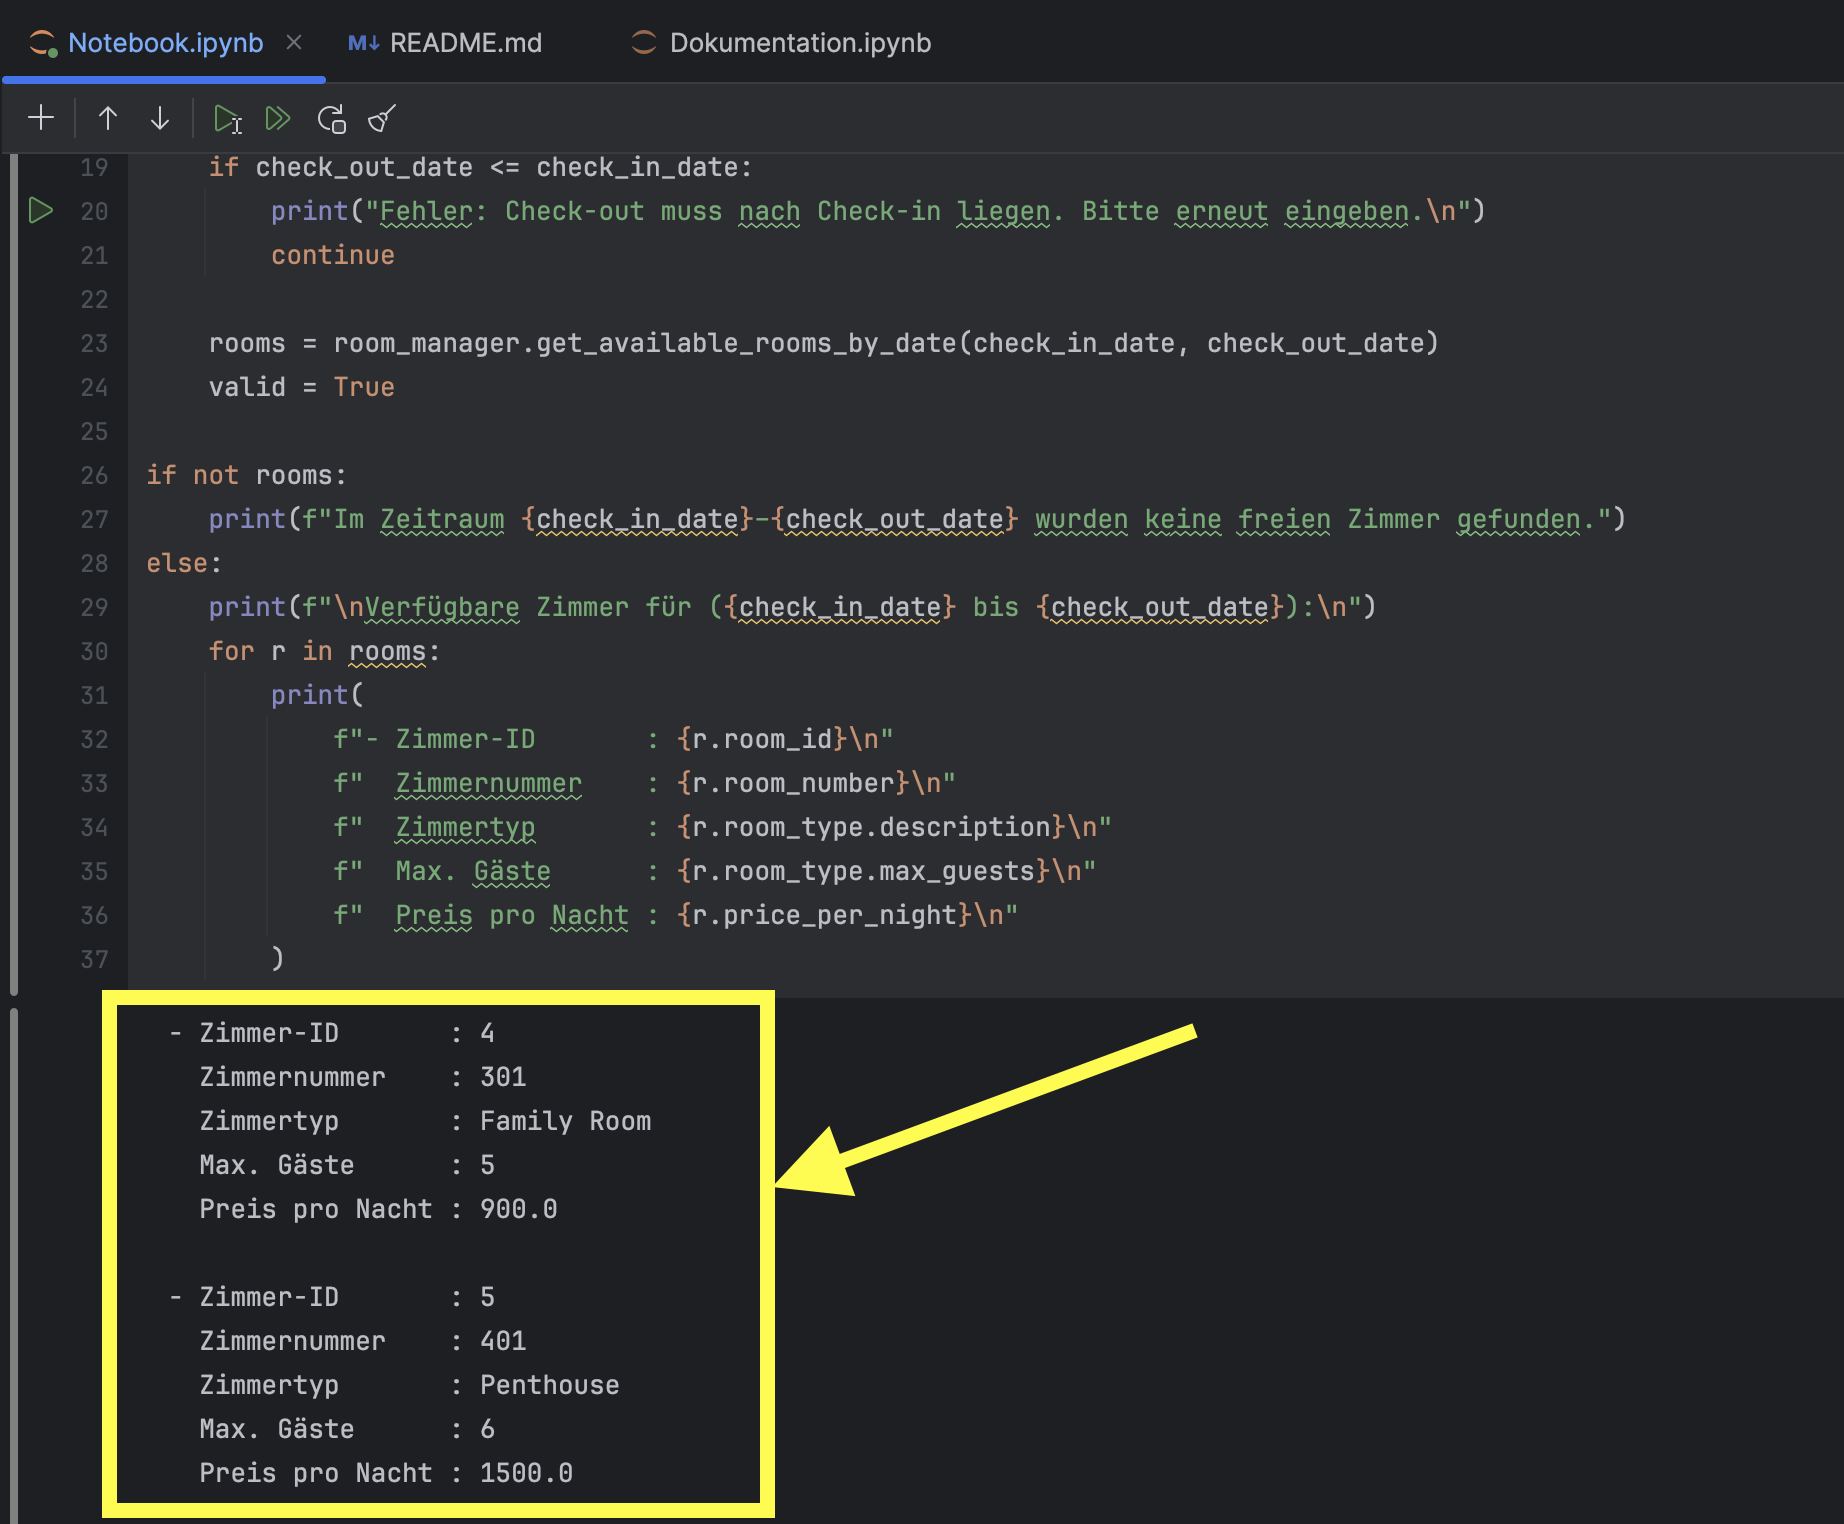 Notebook.ipynb × M↓ README.md Dokumentation.ipynb
19     if check_out_date <= check_in_date:
20         print("Fehler: Check-out muss nach Check-in liegen. Bitte erneut eingeben.\n")
21         continue
22
23     rooms = room_manager.get_available_rooms_by_date(check_in_date, check_out_date)
24     valid = True
25
26 if not rooms:
27     print(f"Im Zeitraum {check_in_date}-{check_out_date} wurden keine freien Zimmer gefunden.")
28 else:
29     print(f"\nVerfügbare Zimmer für ({check_in_date} bis {check_out_date}):\n")
30     for r in rooms:
31         print(
32             f"- Zimmer-ID       : {r.room_id}\n"
33             f"  Zimmernummer    : {r.room_number}\n"
34             f"  Zimmertyp       : {r.room_type.description}\n"
35             f"  Max. Gäste      : {r.room_type.max_guests}\n"
36             f"  Preis pro Nacht : {r.price_per_night}\n"
37         )
- Zimmer-ID       : 4
  Zimmernummer    : 301
  Zimmertyp       : Family Room
  Max. Gäste      : 5
  Preis pro Nacht : 900.0
- Zimmer-ID       : 5
  Zimmernummer    : 401
  Zimmertyp       : Penthouse
  Max. Gäste      : 6
  Preis pro Nacht : 1500.0